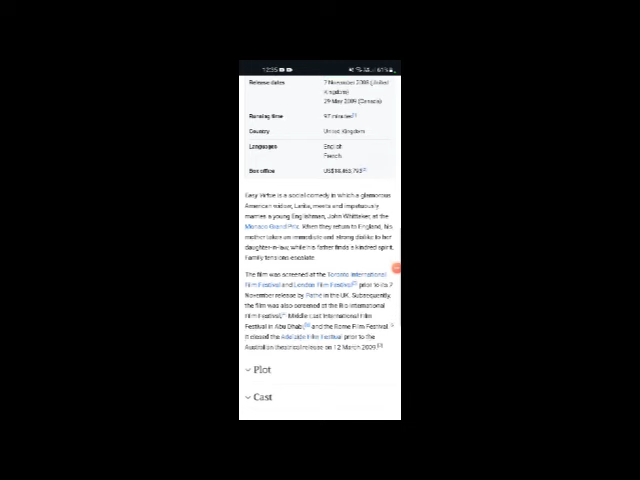 12:35 61%
Release dates 7 November 2008 (United
Kingdom)
29 May 2009 (Canada)
Running time 97 minutes[1]
Country United Kingdom
Languages English
French
Box office
Easy Virtue is a social comedy in which a glamorous
American widow, Larita, meets and impetuously
marries a young Englishman, John Whittaker, at the
Monaco Grand Prix. When they return to England, his
mother takes an immediate and strong dislike to her
daughter-in-law, while his father finds a kindred spirit.
Family tensions escalate.
The film was screened at the Toronto International
Film Festival and London Film Festival prior to its 7
November release by Pathé in the UK. Subsequently,
the film was also screened at the Rio International
Film Festival, Middle East International Film
Festival in Abu Dhabi, and the Rome Film Festival.
It closed the Adelaide Film Festival prior to the
Australian theatrical release on 12 March 2009.
Plot
Cast